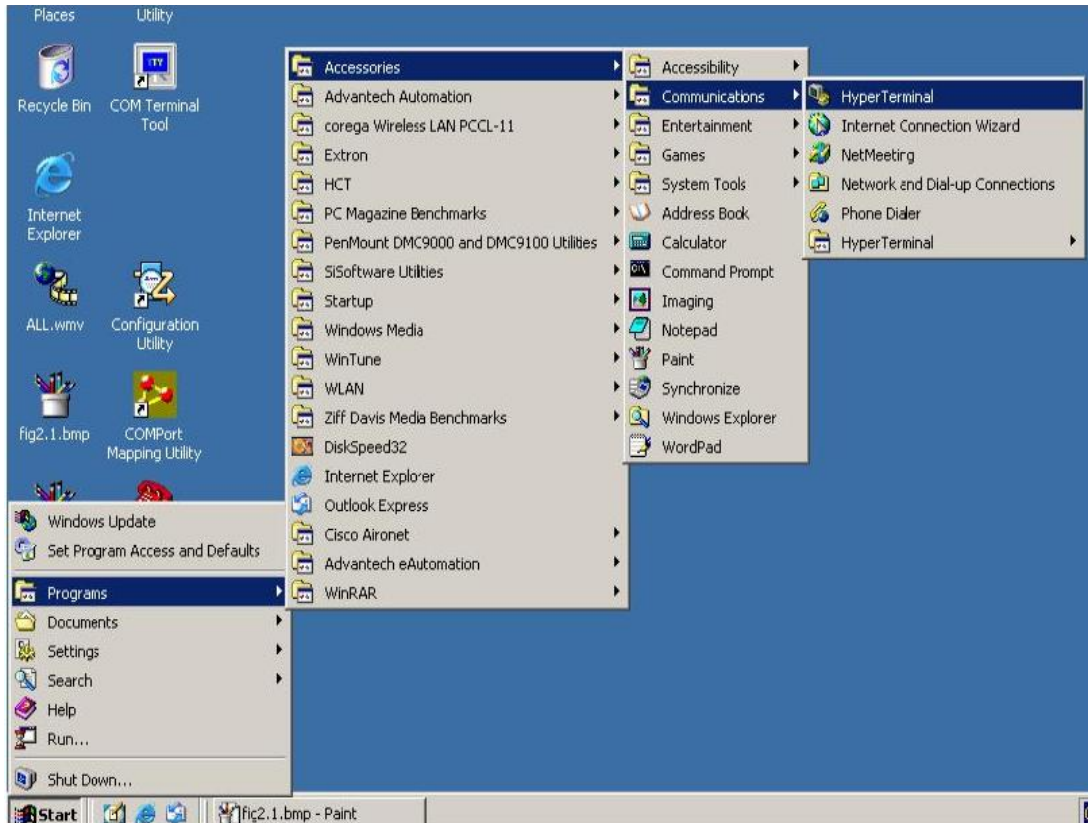 Places
Utility
Recycle Bin
COM Terminal
Tool
Internet
Explorer
ALL.wmv
Configuration
Utility
fig2.1.bmp
COMPort
Mapping Utility
Windows Update
Set Program Access and Defaults
Programs
Documents
Settings
Search
Help
Run...
Shut Down...
Accessories
Advantech Automation
corega Wireless LAN PCCL-11
Extron
HCT
PC Magazine Benchmarks
PenMount DMC9000 and DMC9100 Utilities
SiSoftware Utilities
Startup
Windows Media
WinTune
WLAN
Ziff Davis Media Benchmarks
DiskSpeed32
Internet Explorer
Outlook Express
Cisco Aironet
Advantech eAutomation
WinRAR
Accessibility
Communications
Entertainment
Games
System Tools
Address Book
Calculator
Command Prompt
Imaging
Notepad
Paint
Synchronize
Windows Explorer
WordPad
HyperTerminal
Internet Connection Wizard
NetMeeting
Network and Dial-up Connections
Phone Dialer
HyperTerminal
Start
fig2.1.bmp - Paint